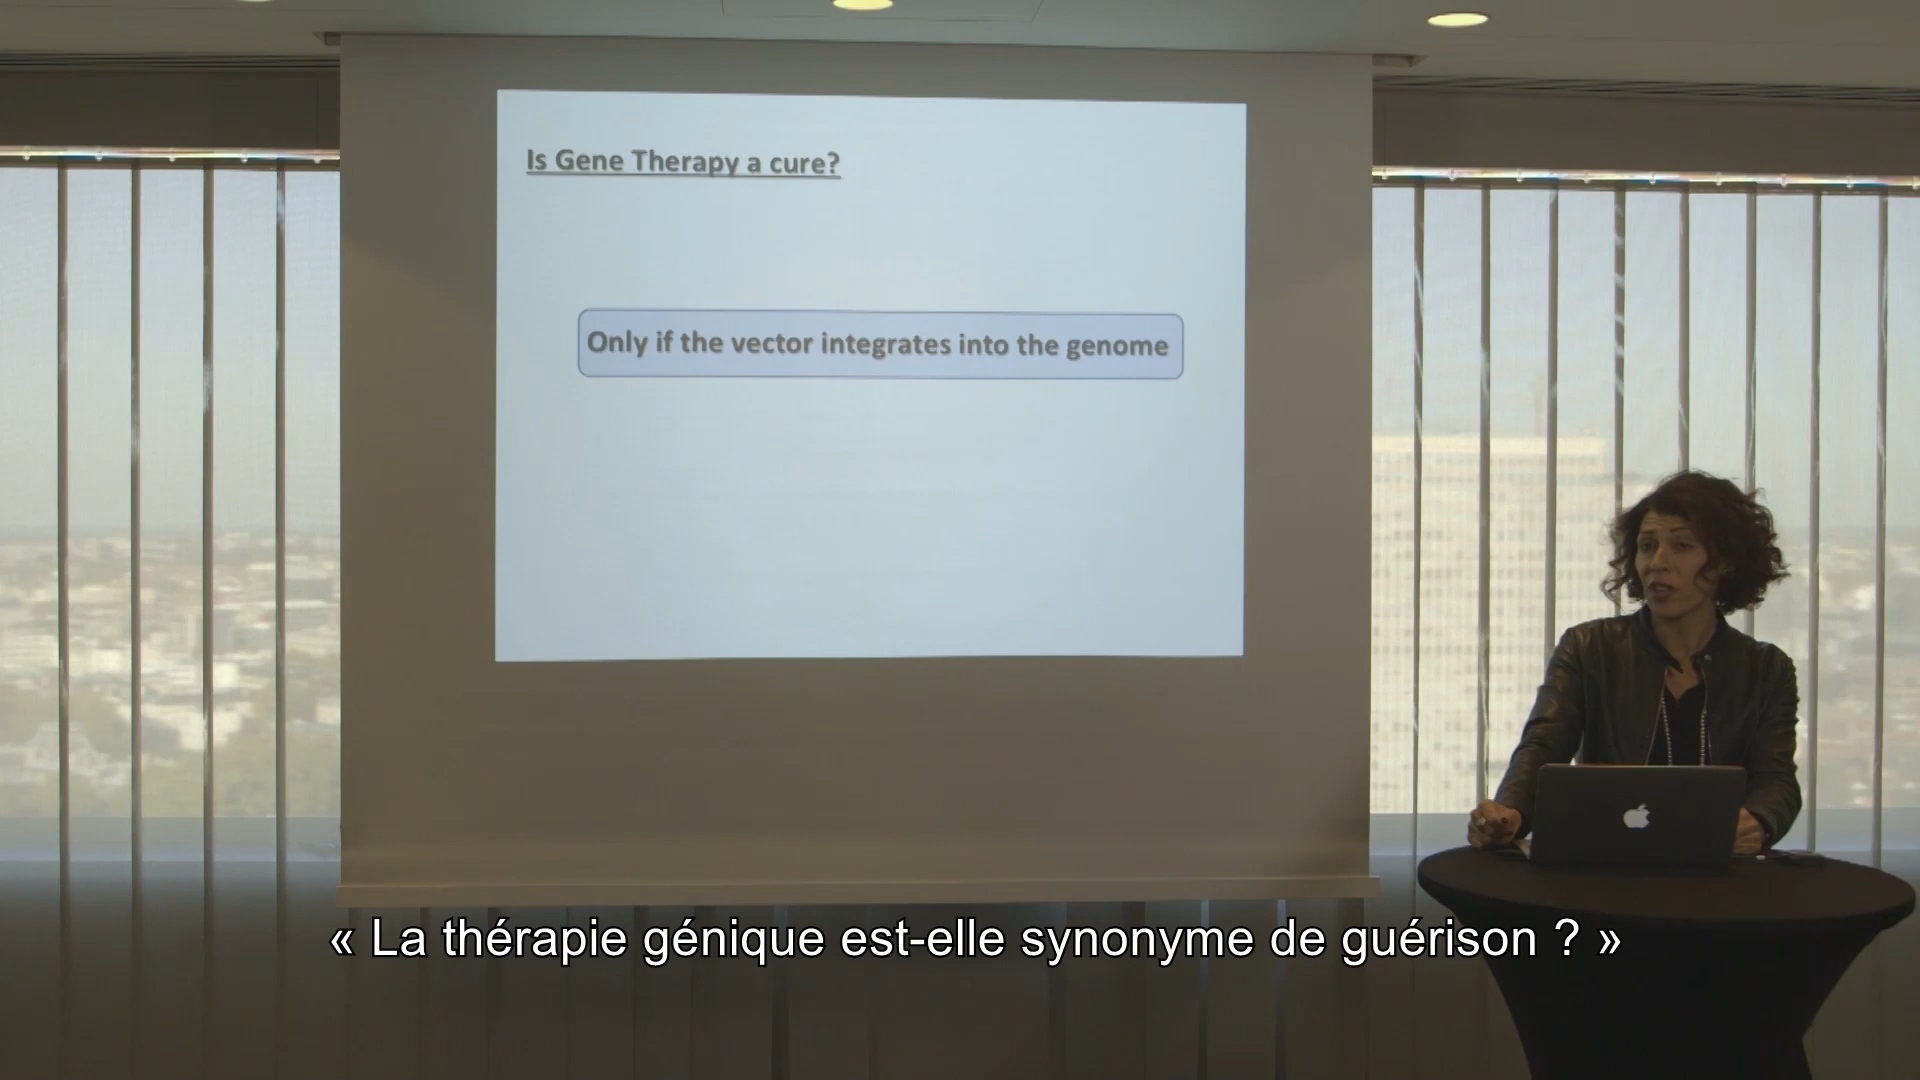 Is Gene Therapy a cure?
Only if the vector integrates into the genome
« La thérapie génique est-elle synonyme de guérison ? »